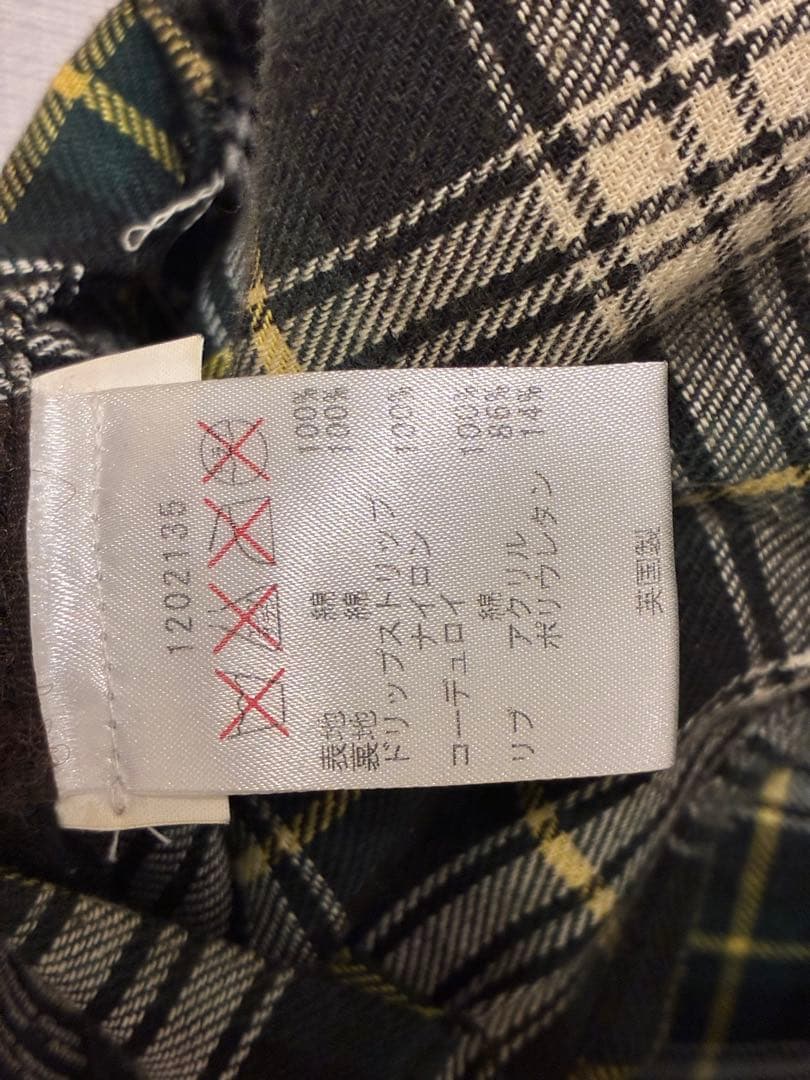 1202135
表地 綿 100%
裏地 綿 100%
ドリップストリップ
ナイロン 100%
コーデュロイ
綿 100%
リブ アクリル 86%
ポリウレタン 14%
英国製